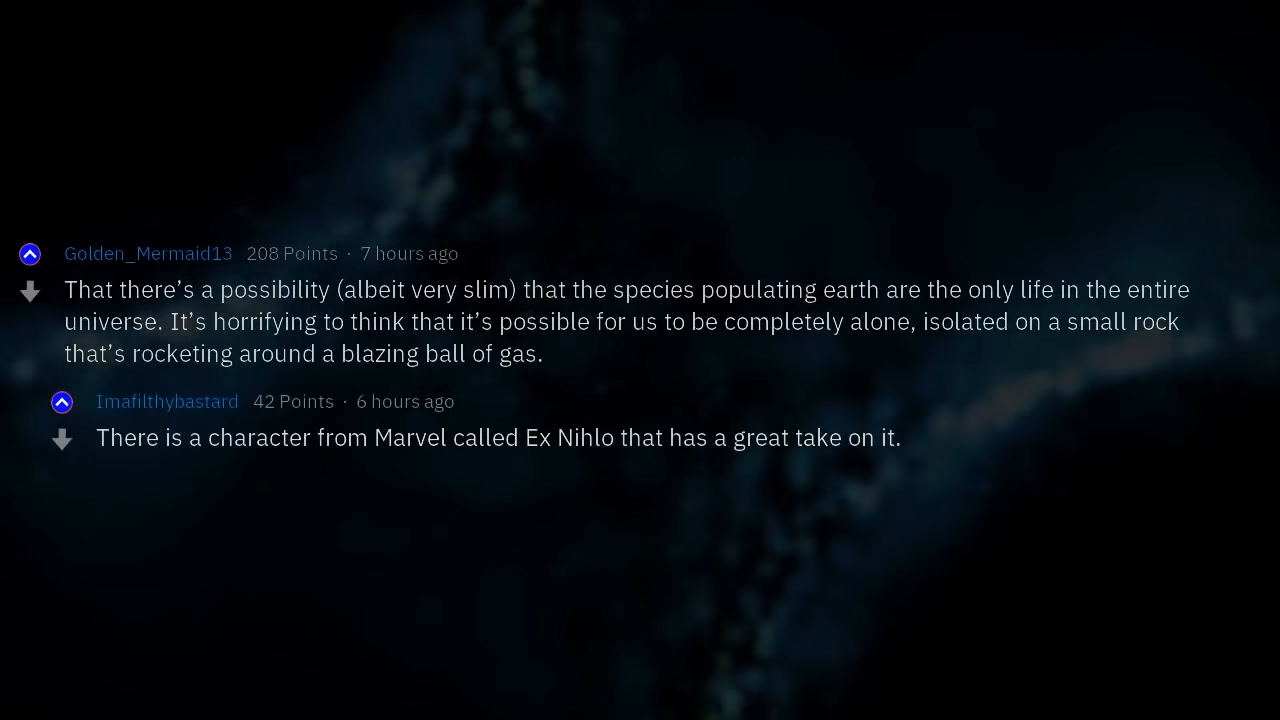 Golden_Mermaid13 208 Points · 7 hours ago
That there’s a possibility (albeit very slim) that the species populating earth are the only life in the entire
universe. It’s horrifying to think that it’s possible for us to be completely alone, isolated on a small rock
that’s rocketing around a blazing ball of gas.
Imafilthybastard 42 Points · 6 hours ago
There is a character from Marvel called Ex Nihlo that has a great take on it.